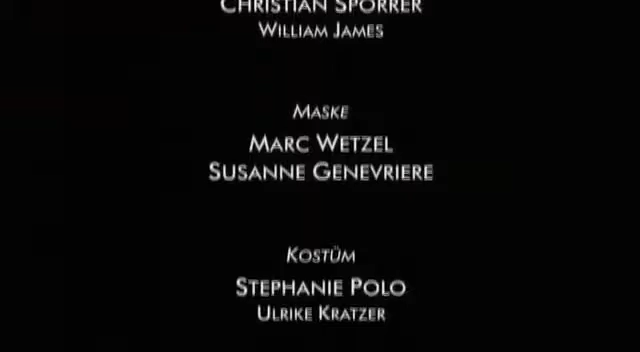 CHRISTIAN SPORRER
WILLIAM JAMES
MASKE
MARC WETZEL
SUSANNE GENEVRIERE
KOSTÜM
STEPHANIE POLO
ULRIKE KRATZER